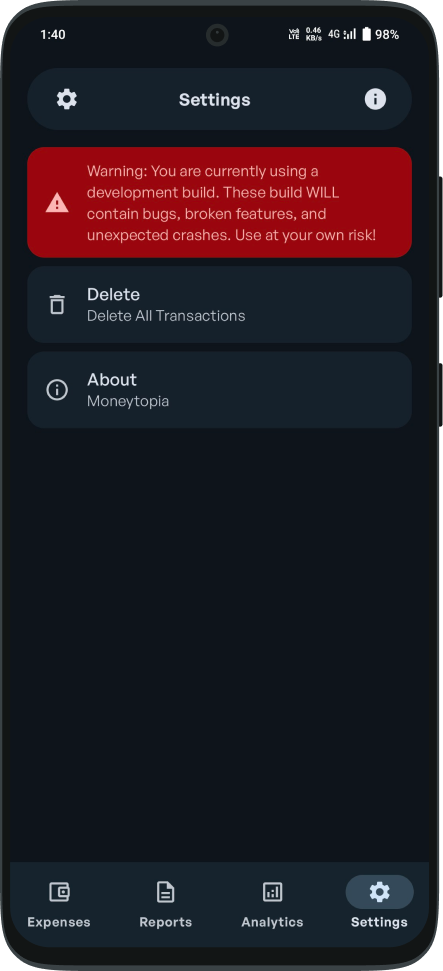 1:40
Vo) LTE 0.46 KB/s 4G 98%
Settings
Warning: You are currently using a
development build. These build WILL
contain bugs, broken features, and
unexpected crashes. Use at your own risk!
Delete
Delete All Transactions
About
Moneytopia
Expenses Reports Analytics Settings